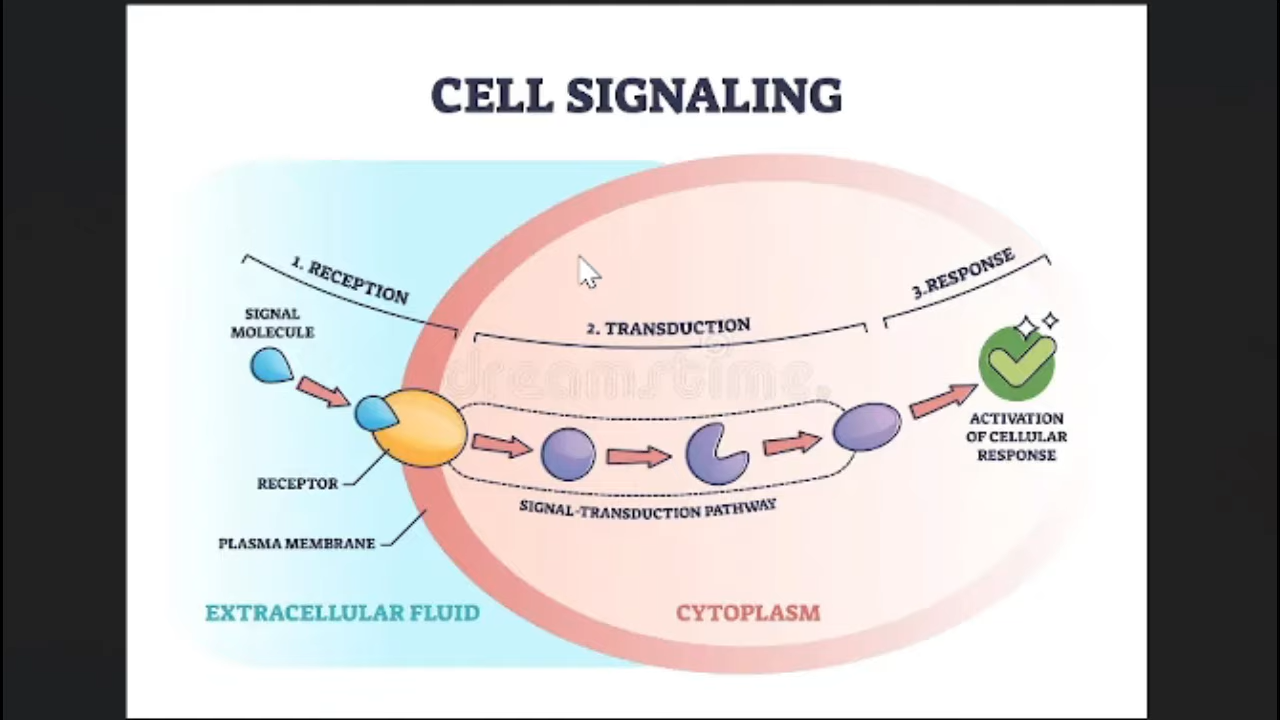 CELL SIGNALING
1. RECEPTION
2. TRANSDUCTION
3.RESPONSE
SIGNAL
MOLECULE
dreamstime.
ACTIVATION
OF CELLULAR
RESPONSE
RECEPTOR
SIGNAL-TRANSDUCTION PATHWAY
PLASMA MEMBRANE
EXTRACELLULAR FLUID
CYTOPLASM